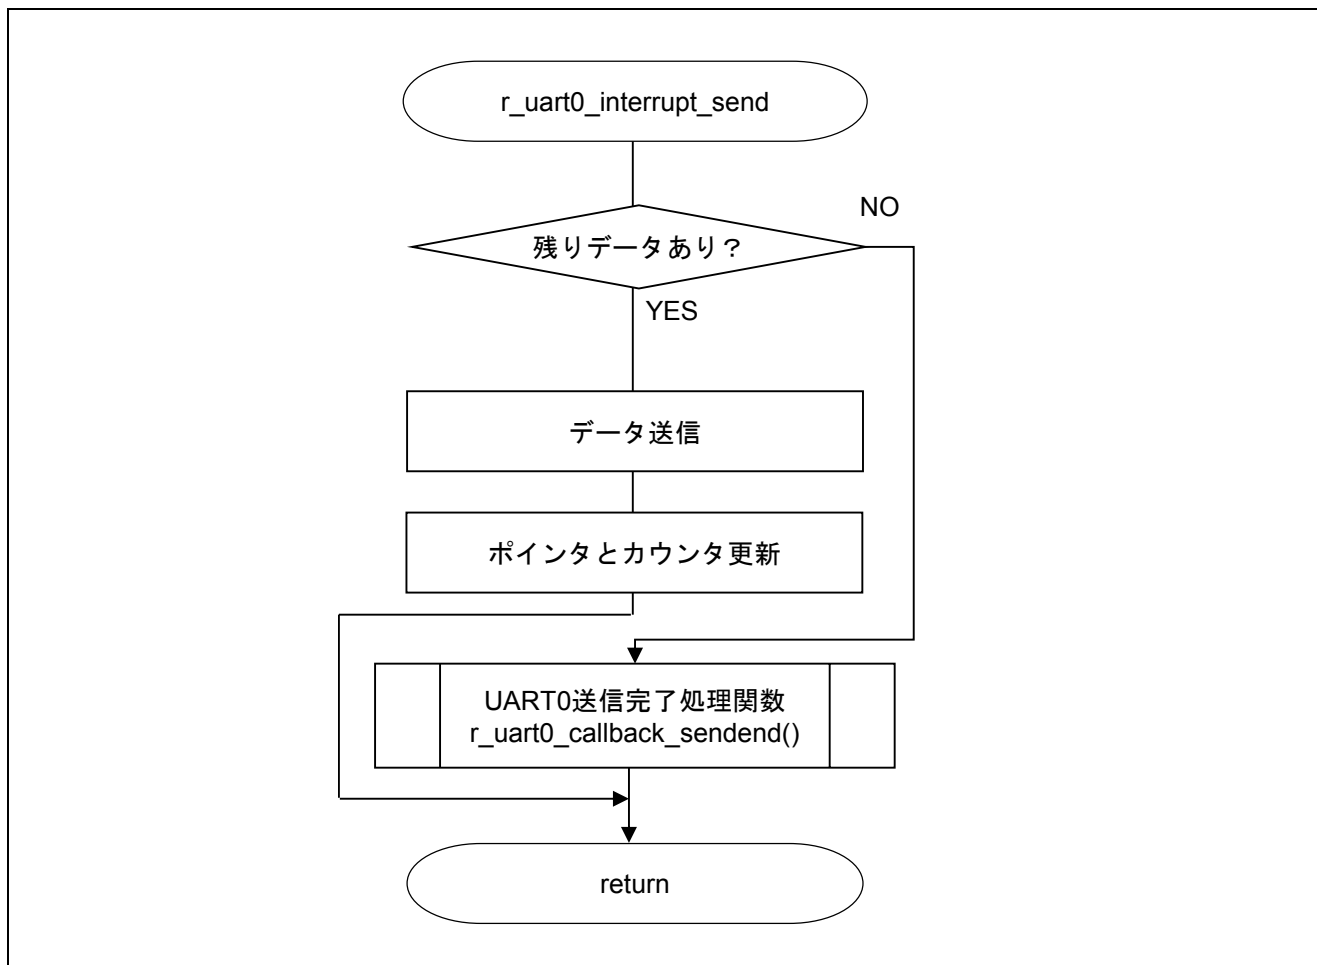 r_uart0_interrupt_send
NO
残りデータあり？
YES
データ送信
ポインタとカウンタ更新
UART0送信完了処理関数
r_uart0_callback_sendend()
return